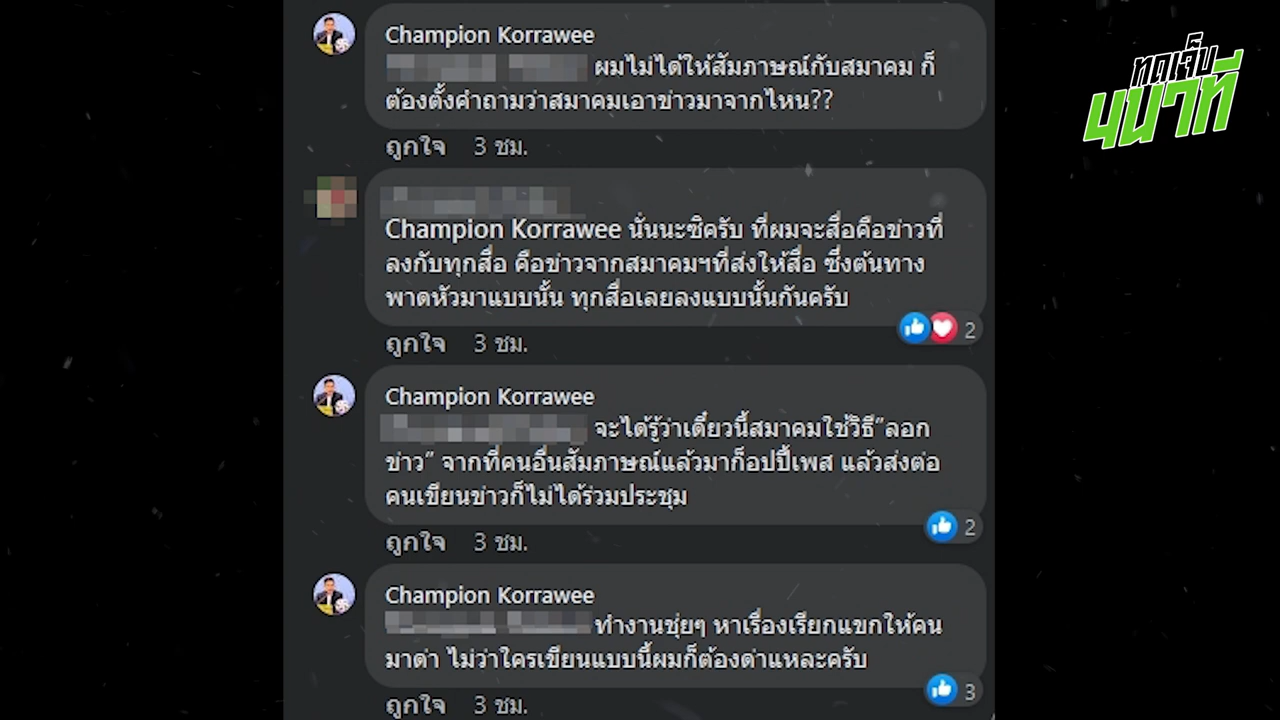 ทดเจ็บ
4นาที
Champion Korrawee
ผมไม่ได้ให้สัมภาษณ์กับสมาคม ก็
ต้องตั้งคำถามว่าสมาคมเอาข่าวมาจากไหน??
ถูกใจ 3 ชม.
Champion Korrawee นั่นนะซิครับ ที่ผมจะสื่อคือข่าวที่
ลงกับทุกสื่อ คือข่าวจากสมาคมฯที่ส่งให้สื่อ ซึ่งต้นทาง
พาดหัวมาแบบนั้น ทุกสื่อเลยลงแบบนั้นกันครับ
2
ถูกใจ 3 ชม.
Champion Korrawee
จะได้รู้ว่าเดี๋ยวนี้สมาคมใช้วิธี"ลอก
ข่าว" จากที่คนอื่นสัมภาษณ์แล้วมาก็อปปี้เพส แล้วส่งต่อ
คนเขียนข่าวก็ไม่ได้ร่วมประชุม
2
ถูกใจ 3 ชม.
Champion Korrawee
ทำงานชุ่ยๆ หาเรื่องเรียกแขกให้คน
มาด่า ไม่ว่าใครเขียนแบบนี้ผมก็ต้องด่าแหละครับ
3
ถูกใจ 3 ชม.